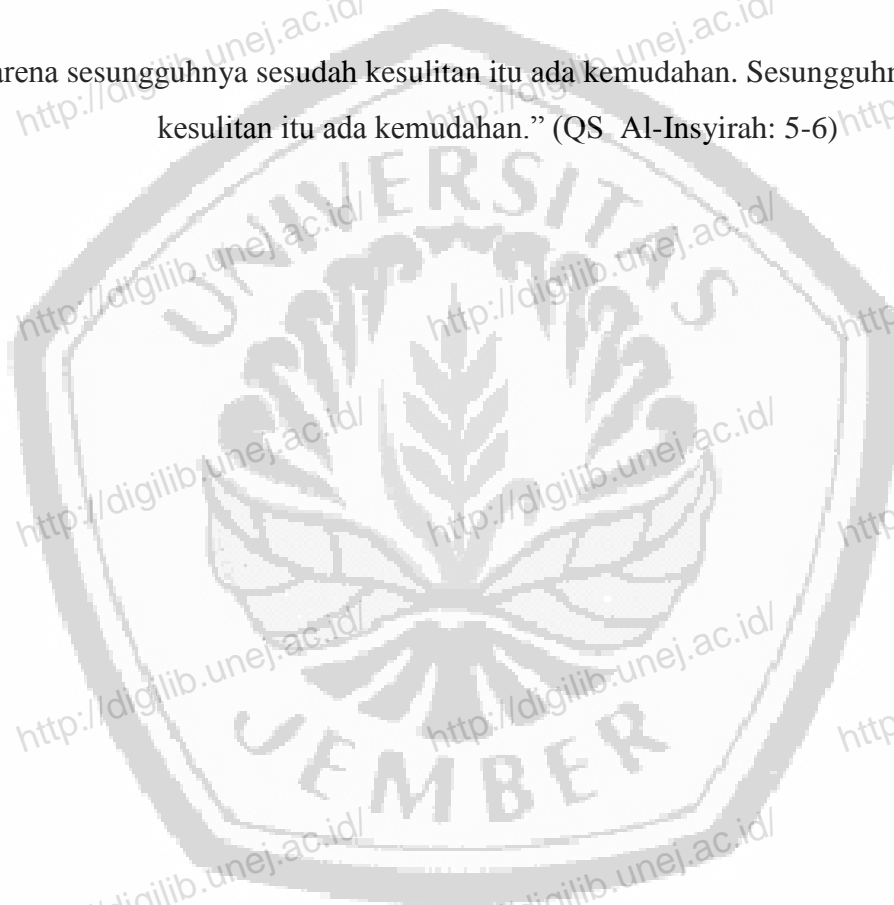 http://digilib.unej.ac.id/
arena sesungguhnya sesudah kesulitan itu ada kemudahan. Sesungguhn
kesulitan itu ada kemudahan.” (QS Al-Insyirah: 5-6)
UNIVERSITAS
JEMBER